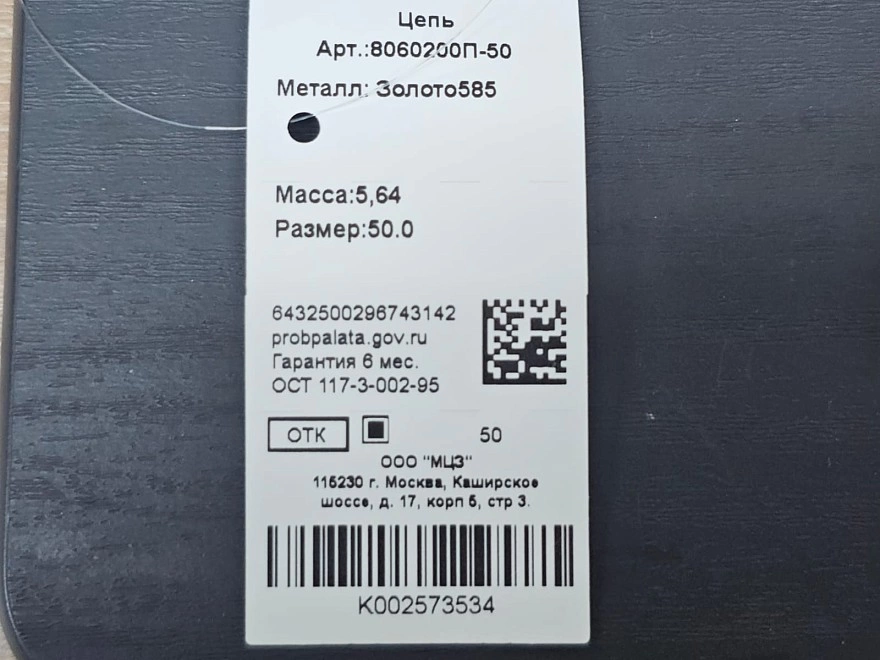 Цепь
Арт.:8060200П-50
Металл: Золото585
Масса:5,64
Размер:50.0
6432500296743142
probpalata.gov.ru
Гарантия 6 мес.
ОСТ 117-3-002-95
ОТК
50
ООО "МЦЗ"
115230 г. Москва, Каширское
шоссе, д. 17, корп 5, стр 3.
К002573534